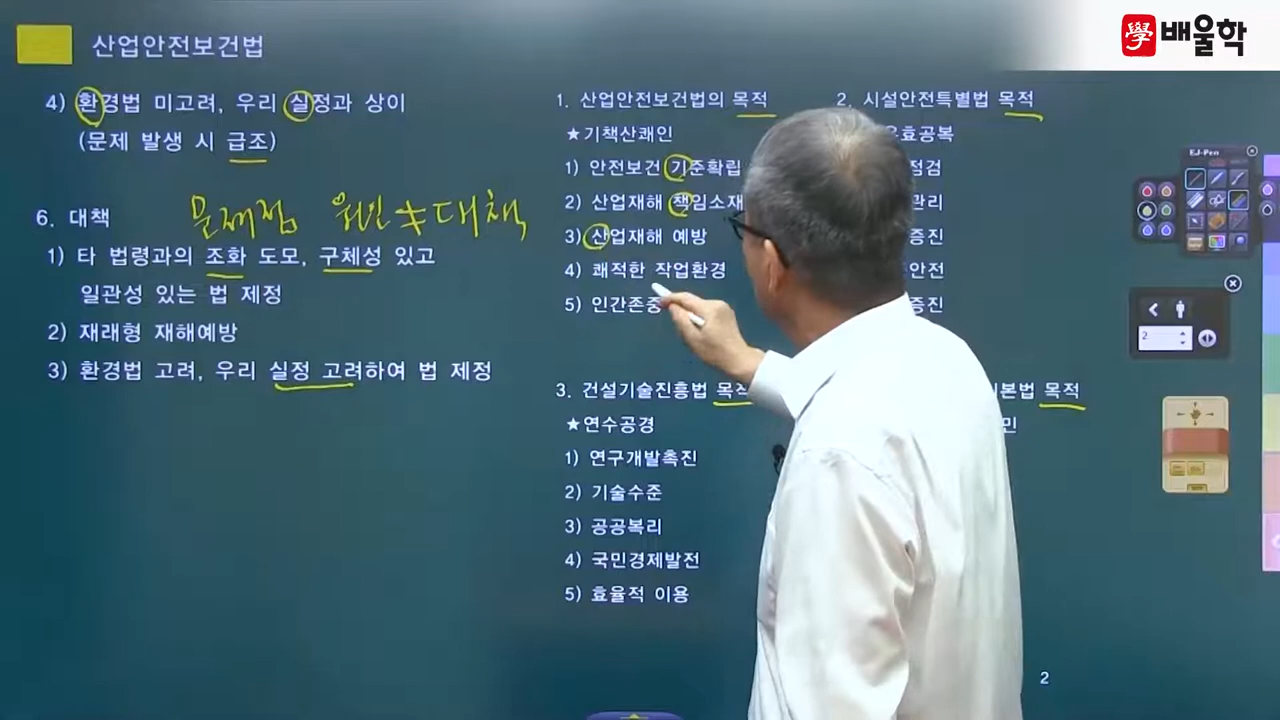 學 배울학
산업안전보건법
4) 환경법 미고려, 우리 실정과 상이
(문제 발생 시 급조)
6. 대책
문제점 원인 대책
1) 타 법령과의 조화 도모, 구체성 있고
일관성 있는 법 제정
2) 재래형 재해예방
3) 환경법 고려, 우리 실정 고려하여 법 제정
1. 산업안전보건법의 목적
★기책산쾌인
1) 안전보건 기준확립
2) 산업재해 책임소재
3) 산업재해 예방
4) 쾌적한 작업환경
5) 인간존중
2. 시설안전특별법 목적
유효공복
점검
관리
증진
안전
증진
3. 건설기술진흥법 목적
★연수공경
1) 연구개발촉진
2) 기술수준
3) 공공복리
4) 국민경제발전
5) 효율적 이용
본법 목적
민
EJ-Pen
2
2